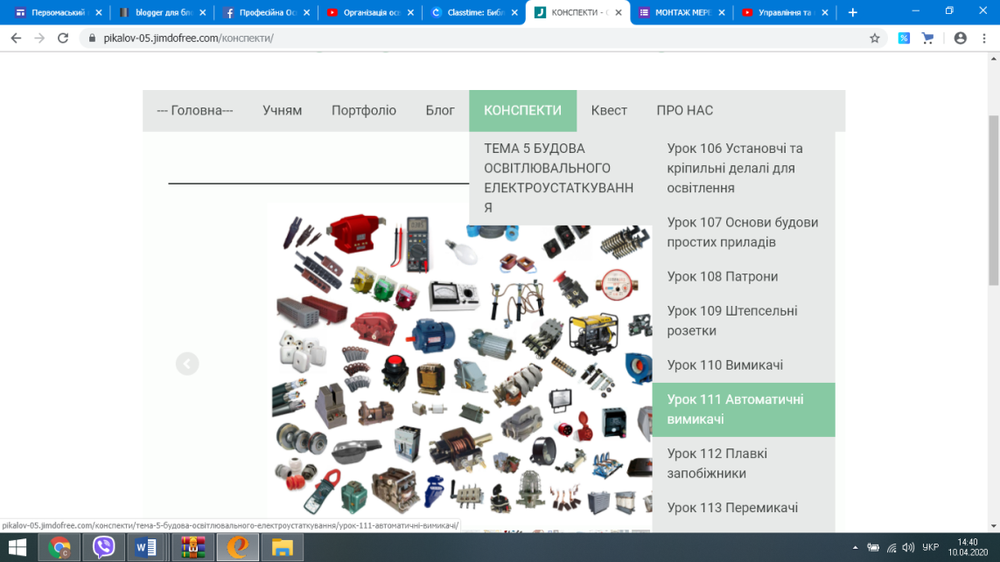 Первомаський
blogger для бло
Професійна Ос
Організація осв
Classtime: Бібл
КОНСПЕКТИ - С
МОНТАЖ МЕРЕ
Управління та
pikalov-05.jimdofree.com/конспекти/
--- Головна--- Учням Портфоліо Блог КОНСПЕКТИ Квест ПРО НАС
ТЕМА 5 БУДОВА
ОСВІТЛЮВАЛЬНОГО
ЕЛЕКТРОУСТАТКУВАНН
Я
Урок 106 Установчі та
кріпильні делалі для
освітлення
Урок 107 Основи будови
простих приладів
Урок 108 Патрони
Урок 109 Штепсельні
розетки
Урок 110 Вимикачі
Урок 111 Автоматичні
вимикачі
Урок 112 Плавкі
запобіжники
Урок 113 Перемикачі
pikalov-05.jimdofree.com/конспекти/тема-5-будова-освітлювального-електроустаткування/урок-111-автоматичні-вимикачі/
УКР
14:40
10.04.2020